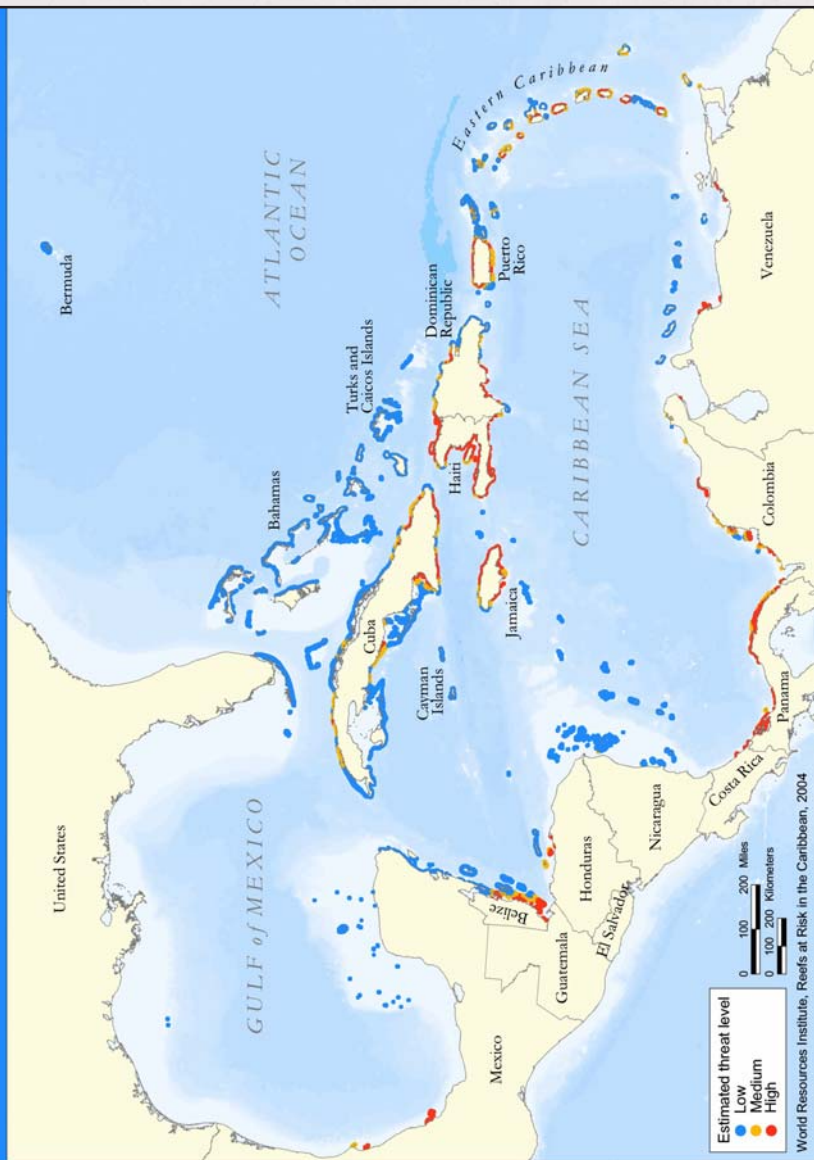 Bermuda
ATLANTIC
OCEAN
Eastern Caribbean
United States
Bahamas
Turks and
Caicos Islands
Dominican
Republic
Puerto
Rico
GULF of MEXICO
Cuba
Haiti
Cayman
Islands
Jamaica
CARIBBEAN SEA
Mexico
Belize
Guatemala
Honduras
El Salvador
Nicaragua
Costa Rica
Panama
Colombia
Venezuela
Estimated threat level
Low
Medium
High
0 100 200 Miles
0 100 200 Kilometers
World Resources Institute, Reefs at Risk in the Caribbean, 2004